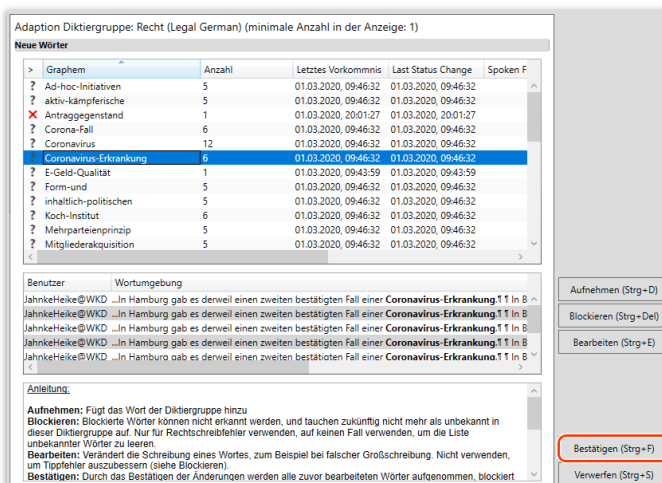 Adaption Diktiergruppe: Recht (Legal German) (minimale Anzahl in der Anzeige: 1)
Neue Wörter
> Graphem Anzahl Letztes Vorkommnis Last Status Change Spoken F
? Ad-hoc-Initiativen 5 01.03.2020, 09:46:32 01.03.2020, 09:46:32
? aktiv-kämpferische 5 01.03.2020, 09:46:32 01.03.2020, 09:46:32
Antraggegenstand 1 01.03.2020, 20:01:27 01.03.2020, 20:01:27
? Corona-Fall 6 01.03.2020, 09:46:32 01.03.2020, 09:46:32
? Coronavirus 12 01.03.2020, 09:46:32 01.03.2020, 09:46:32
? Coronavirus-Erkrankung 6 01.03.2020, 09:46:32 01.03.2020, 09:46:32
? E-Geld-Qualität 1 01.03.2020, 09:43:59 01.03.2020, 09:43:59
? Form-und 5 01.03.2020, 09:46:32 01.03.2020, 09:46:32
? inhaltlich-politischen 5 01.03.2020, 09:46:32 01.03.2020, 09:46:32
? Koch-Institut 6 01.03.2020, 09:46:32 01.03.2020, 09:46:32
? Mehrparteienprinzip 5 01.03.2020, 09:46:32 01.03.2020, 09:46:32
? Mitgliederakquisition 5 01.03.2020, 09:46:32 01.03.2020, 09:46:32
Benutzer Wortumgebung
JahnkeHeike@WKD ...In Hamburg gab es derweil einen zweiten bestätigten Fall einer Coronavirus-Erkrankung.¶ ¶ In B
JahnkeHeike@WKD ...In Hamburg gab es derweil einen zweiten bestätigten Fall einer Coronavirus-Erkrankung.¶ ¶ In B
JahnkeHeike@WKD ...In Hamburg gab es derweil einen zweiten bestätigten Fall einer Coronavirus-Erkrankung.¶ ¶ In B
JahnkeHeike@WKD ...In Hamburg gab es derweil einen zweiten bestätigten Fall einer Coronavirus-Erkrankung.¶ ¶ In B
JahnkeHeike@WKD ...In Hamburg gab es derweil einen zweiten bestätigten Fall einer Coronavirus-Erkrankung.¶ ¶ In B
Anleitung:
Aufnehmen: Fügt das Wort der Diktiergruppe hinzu
Blockieren: Blockierte Wörter können nicht erkannt werden, und tauchen zukünftig nicht mehr als unbekannt in
dieser Diktiergruppe auf. Nur für Rechtschreibfehler verwenden, auf keinen Fall verwenden, um die Liste
unbekannter Wörter zu leeren.
Bearbeiten: Verändert die Schreibung eines Wortes, zum Beispiel bei falscher Großschreibung. Nicht verwenden,
um Tippfehler auszubessern (siehe Blockieren).
Bestätigen: Durch das Bestätigen der Änderungen werden alle zuvor bearbeiteten Wörter aufgenommen, blockiert
Aufnehmen (Strg+D)
Blockieren (Strg+Del)
Bearbeiten (Strg+E)
Bestätigen (Strg+F)
Verwerfen (Strg+S)